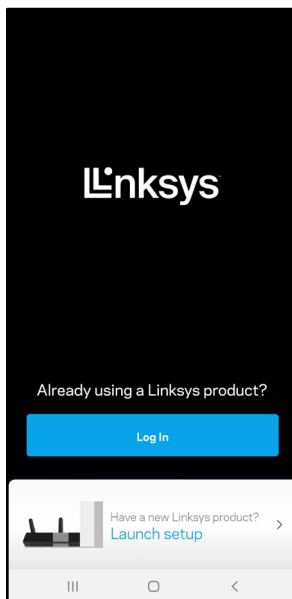 Linksys
Already using a Linksys product?
Log In
Have a new Linksys product?
Launch setup